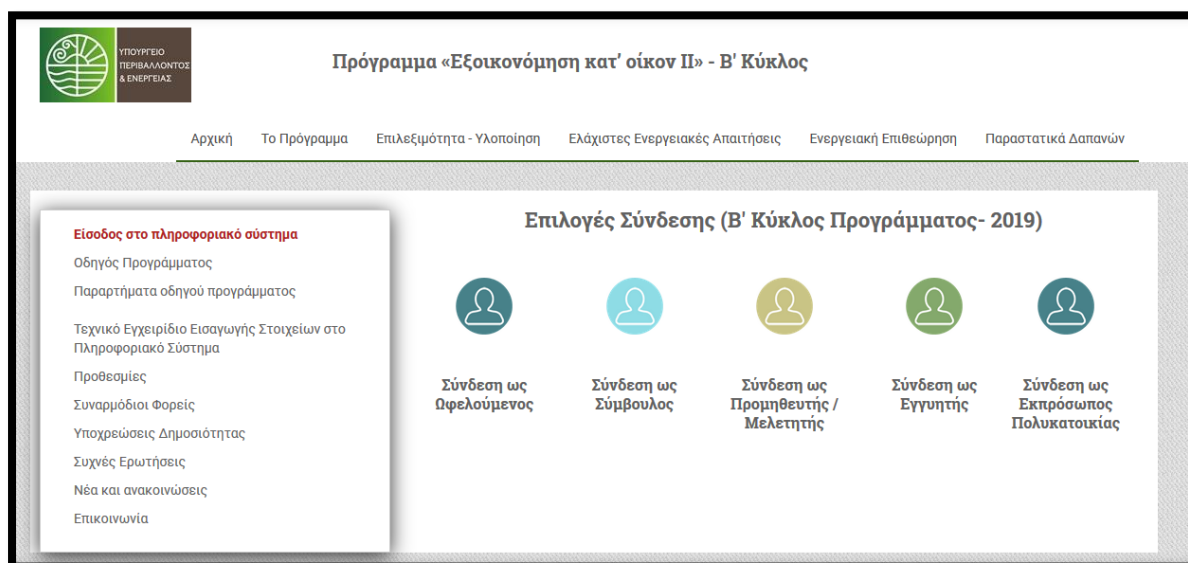 ΥΠΟΥΡΓΕΙΟ
ΠΕΡΙΒΑΛΛΟΝΤΟΣ
& ΕΝΕΡΓΕΙΑΣ
Πρόγραμμα «Εξοικονόμηση κατ’ οίκον ΙΙ» - Β' Κύκλος
Αρχική Το Πρόγραμμα Επιλεξιμότητα - Υλοποίηση Ελάχιστες Ενεργειακές Απαιτήσεις Ενεργειακή Επιθεώρηση Παραστατικά Δαπανών
Είσοδος στο πληροφοριακό σύστημα
Οδηγός Προγράμματος
Παραρτήματα οδηγού προγράμματος
Τεχνικό Εγχειρίδιο Εισαγωγής Στοιχείων στο
Πληροφοριακό Σύστημα
Προθεσμίες
Συναρμόδιοι Φορείς
Υποχρεώσεις Δημοσιότητας
Συχνές Ερωτήσεις
Νέα και ανακοινώσεις
Επικοινωνία
Επιλογές Σύνδεσης (Β' Κύκλος Προγράμματος- 2019)
Σύνδεση ως
Ωφελούμενος
Σύνδεση ως
Σύμβουλος
Σύνδεση ως
Προμηθευτής /
Μελετητής
Σύνδεση ως
Εγγυητής
Σύνδεση ως
Εκπρόσωπος
Πολυκατοικίας